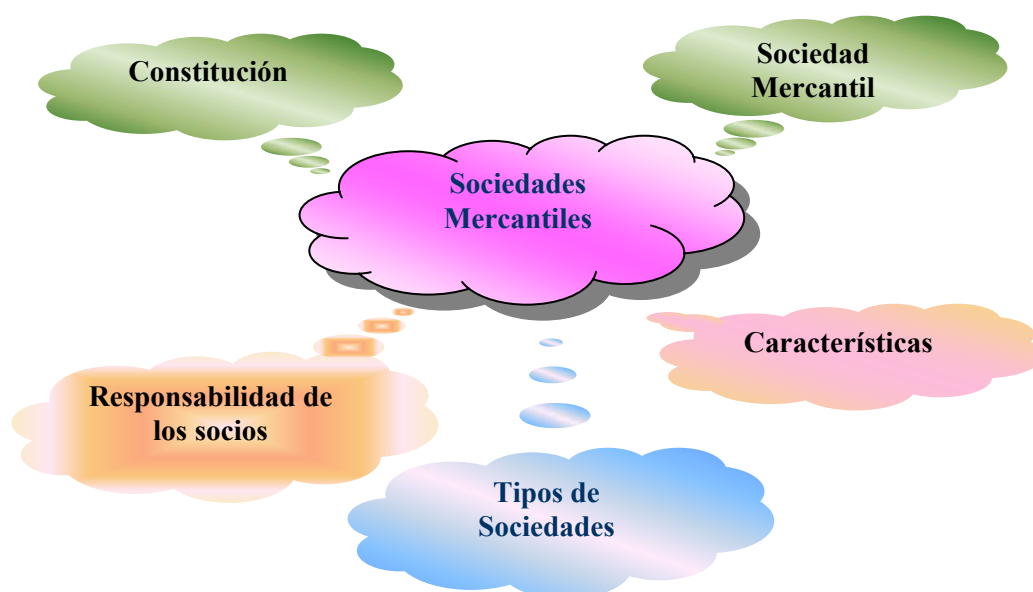 Constitución
Sociedad
Mercantil
Sociedades
Mercantiles
Características
Responsabilidad de
los socios
Tipos de
Sociedades